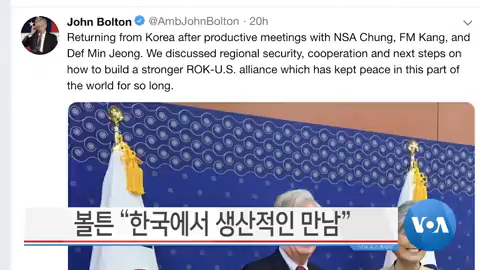 John Bolton @AmbJohnBolton · 20h
Returning from Korea after productive meetings with NSA Chung, FM Kang, and
Def Min Jeong. We discussed regional security, cooperation and next steps on
how to build a stronger ROK-U.S. alliance which has kept peace in this part of
the world for so long.
볼튼 “한국에서 생산적인 만남”
VOA